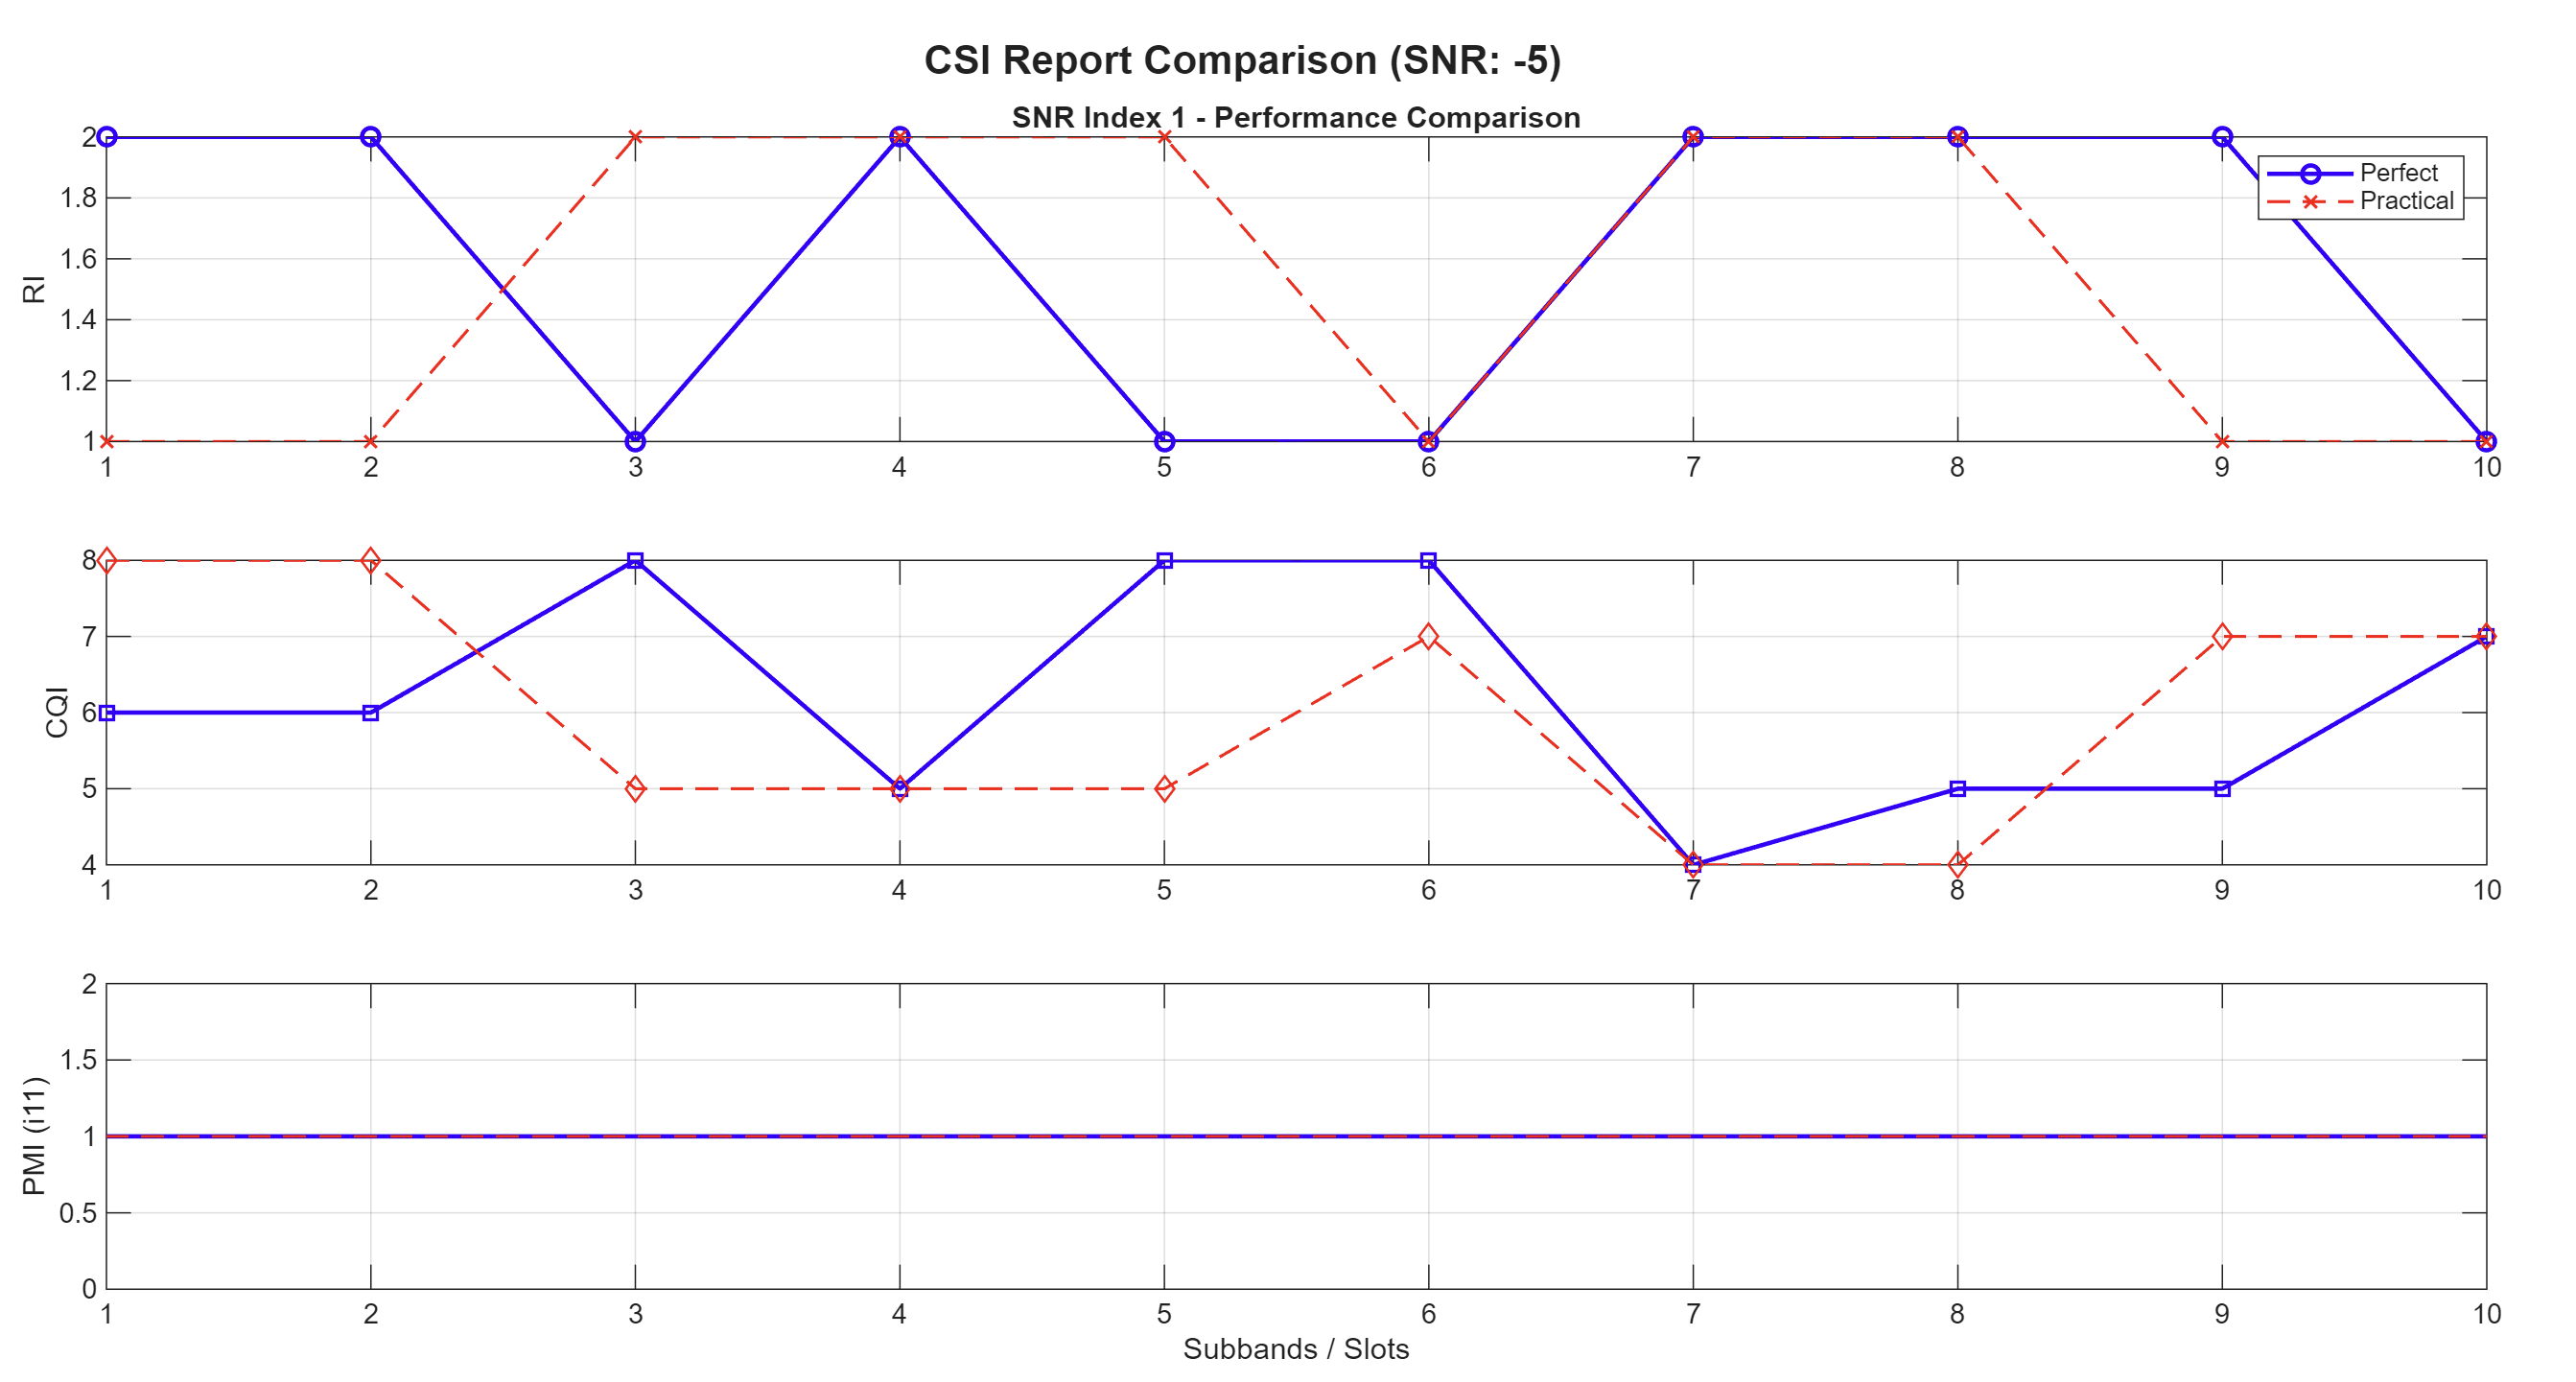 CSI Report Comparison (SNR: -5)
SNR Index 1 - Performance Comparison
2
1.8
1.6
1.4
1.2
1
RI
Perfect
Practical
1 2 3 4 5 6 7 8 9 10
8
7
6
5
4
CQI
1 2 3 4 5 6 7 8 9 10
2
1.5
1
0.5
0
PMI (i11)
1 2 3 4 5 6 7 8 9 10
Subbands / Slots